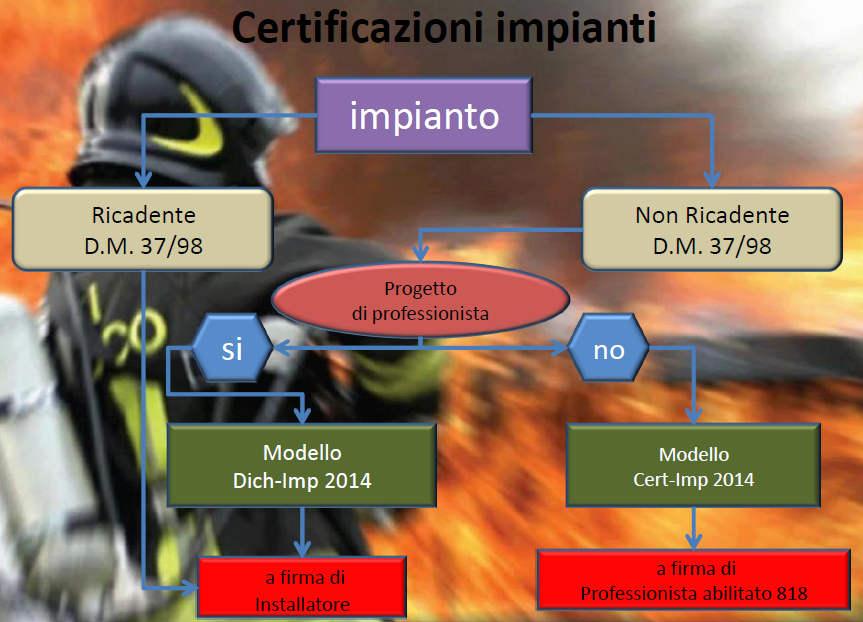 Certificazioni impianti
impianto
Ricadente
D.M. 37/98
Non Ricadente
D.M. 37/98
Progetto
di professionista
si
no
Modello
Dich-Imp 2014
Modello
Cert-Imp 2014
a firma di
Installatore
a firma di
Professionista abilitato 818